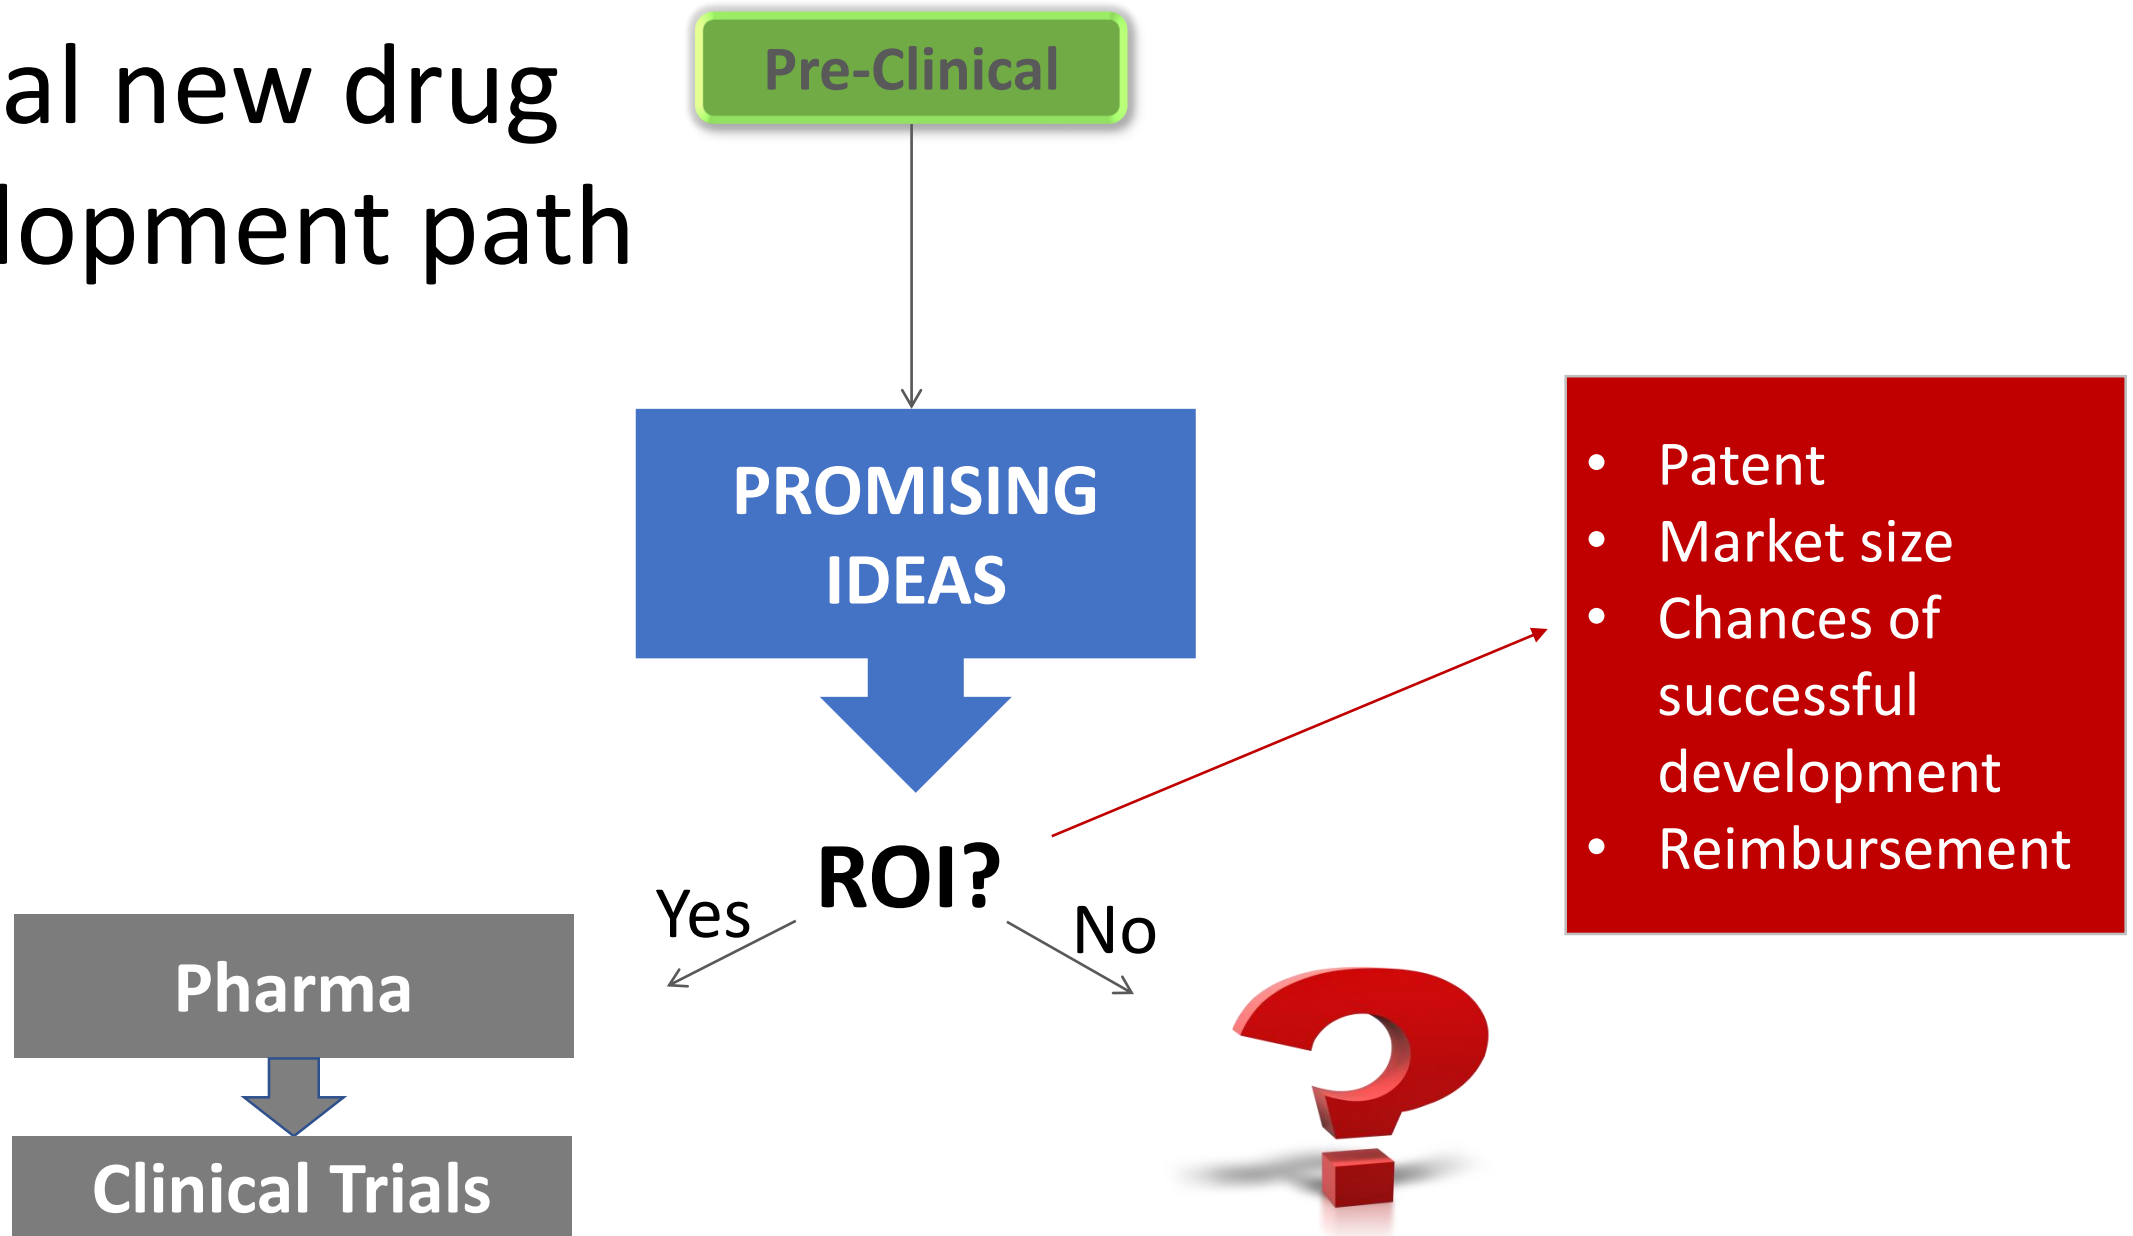 al new drug
lopment path
Pre-Clinical
PROMISING
IDEAS
• Patent
• Market size
• Chances of
successful
development
• Reimbursement
ROI?
Yes
No
Pharma
Clinical Trials
?